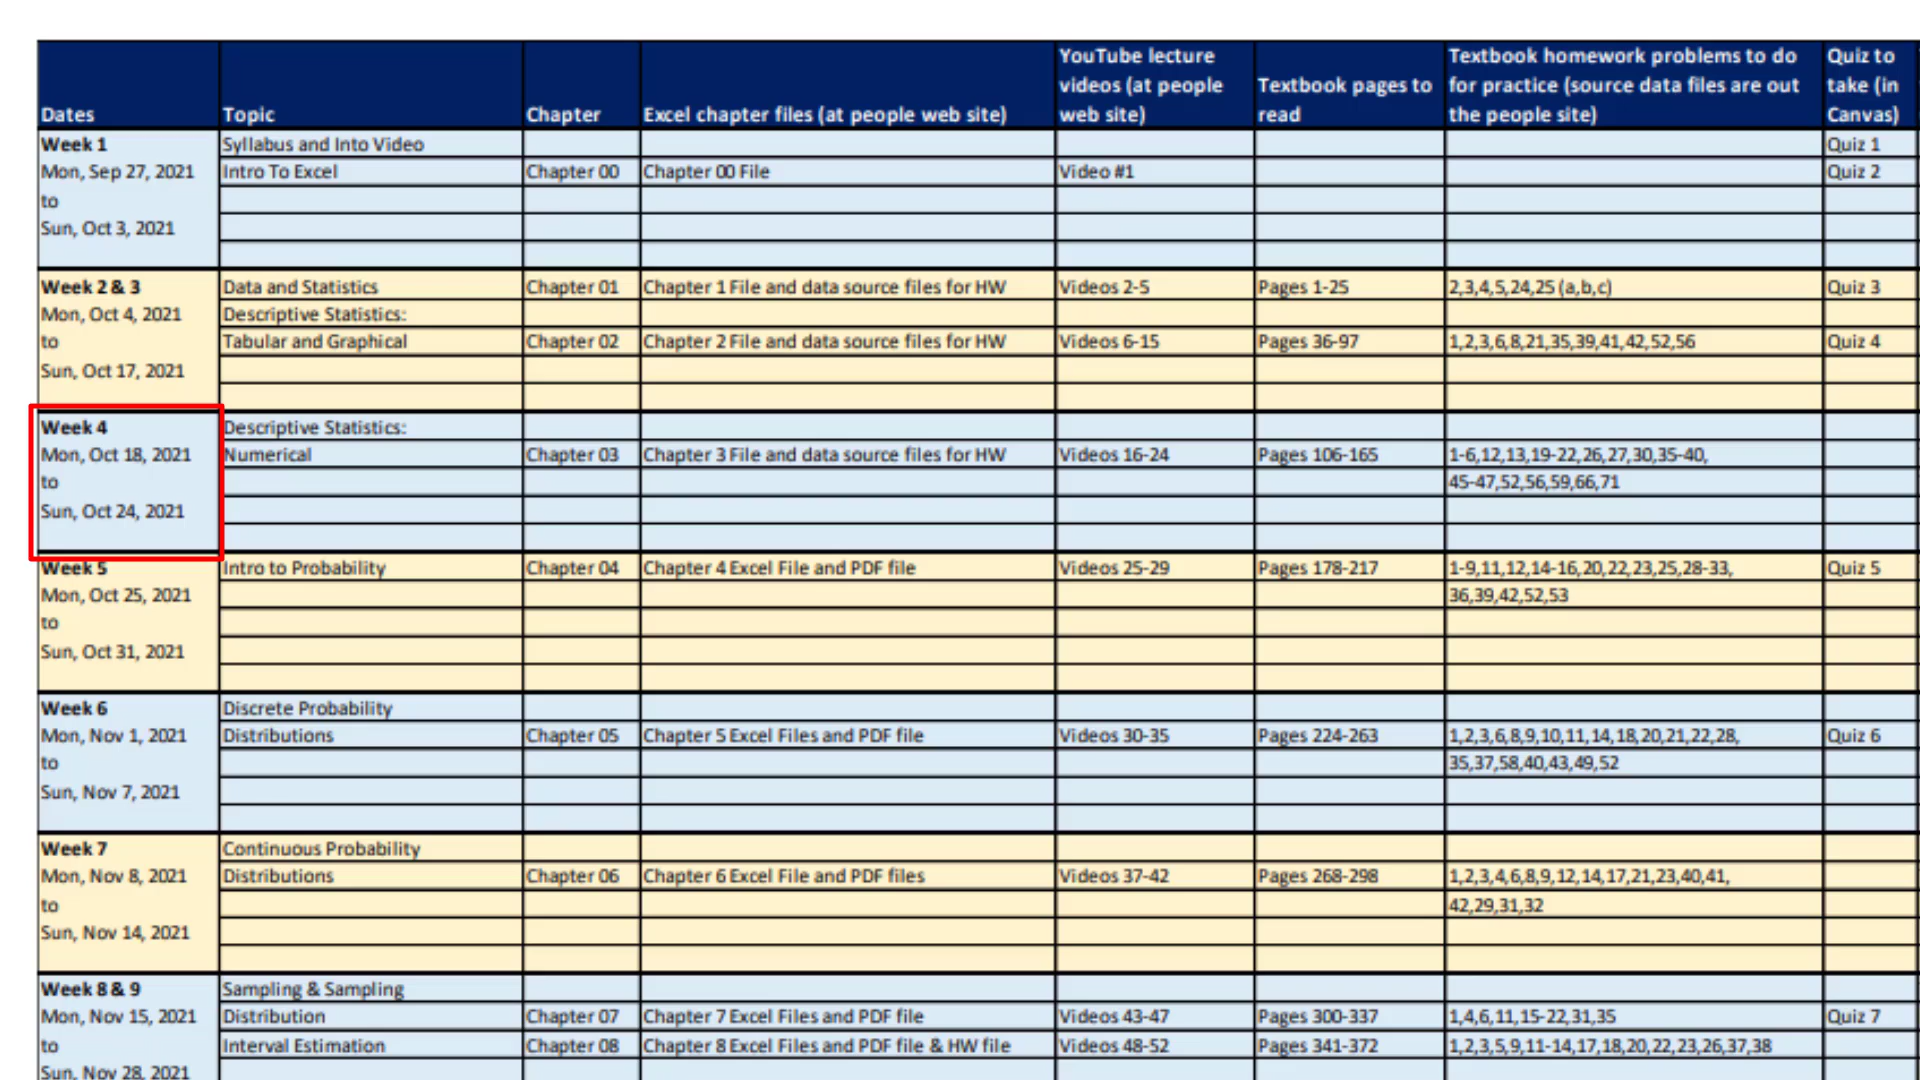 Dates Topic Chapter Excel chapter files (at people web site) YouTube lecture videos (at people web site) Textbook pages to read Textbook homework problems to do for practice (source data files are out the people site) Quiz to take (in Canvas)
Week 1 Syllabus and Into Video Quiz 1
Mon, Sep 27, 2021 Intro To Excel Chapter 00 Chapter 00 File Video #1 Quiz 2
to
Sun, Oct 3, 2021
Week 2 & 3 Data and Statistics Chapter 01 Chapter 1 File and data source files for HW Videos 2-5 Pages 1-25 2,3,4,5,24,25 (a,b,c) Quiz 3
Mon, Oct 4, 2021 Descriptive Statistics:
to Tabular and Graphical Chapter 02 Chapter 2 File and data source files for HW Videos 6-15 Pages 36-97 1,2,3,6,8,21,35,39,41,42,52,56 Quiz 4
Sun, Oct 17, 2021
Week 4 Descriptive Statistics:
Mon, Oct 18, 2021 Numerical Chapter 03 Chapter 3 File and data source files for HW Videos 16-24 Pages 106-165 1-6,12,13,19-22,26,27,30,35-40,
to 45-47,52,56,59,66,71
Sun, Oct 24, 2021
Week 5 Intro to Probability Chapter 04 Chapter 4 Excel File and PDF file Videos 25-29 Pages 178-217 1-9,11,12,14-16,20,22,23,25,28-33, Quiz 5
Mon, Oct 25, 2021 36,39,42,52,53
to
Sun, Oct 31, 2021
Week 6 Discrete Probability
Mon, Nov 1, 2021 Distributions Chapter 05 Chapter 5 Excel Files and PDF file Videos 30-35 Pages 224-263 1,2,3,6,8,9,10,11,14,18,20,21,22,28, Quiz 6
to 35,37,58,40,43,49,52
Sun, Nov 7, 2021
Week 7 Continuous Probability
Mon, Nov 8, 2021 Distributions Chapter 06 Chapter 6 Excel File and PDF files Videos 37-42 Pages 268-298 1,2,3,4,6,8,9,12,14,17,21,23,40,41,
to 42,29,31,32
Sun, Nov 14, 2021
Week 8 & 9 Sampling & Sampling
Mon, Nov 15, 2021 Distribution Chapter 07 Chapter 7 Excel Files and PDF file Videos 43-47 Pages 300-337 1,4,6,11,15-22,31,35 Quiz 7
to Interval Estimation Chapter 08 Chapter 8 Excel Files and PDF file & HW file Videos 48-52 Pages 341-372 1,2,3,5,9,11-14,17,18,20,22,23,26,37,38
Sun, Nov 28, 2021